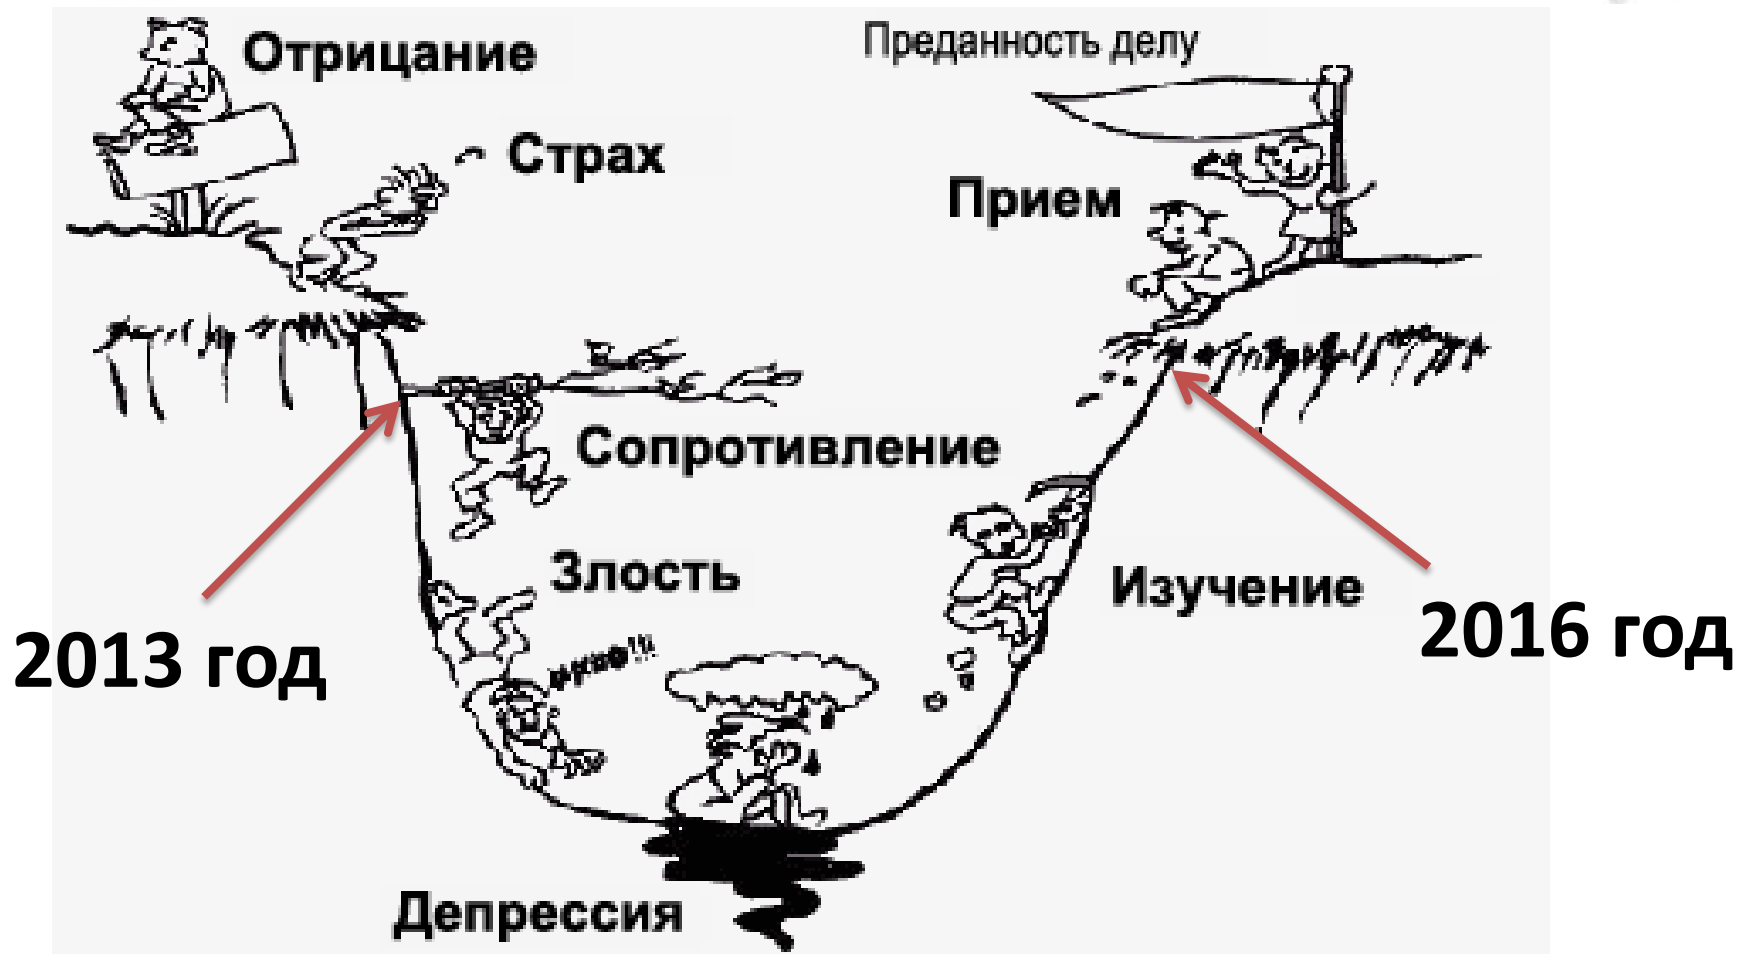 Отрицание
Преданность делу
Страх
Прием
Сопротивление
Злость
Изучение
2013 год
2016 год
Депрессия